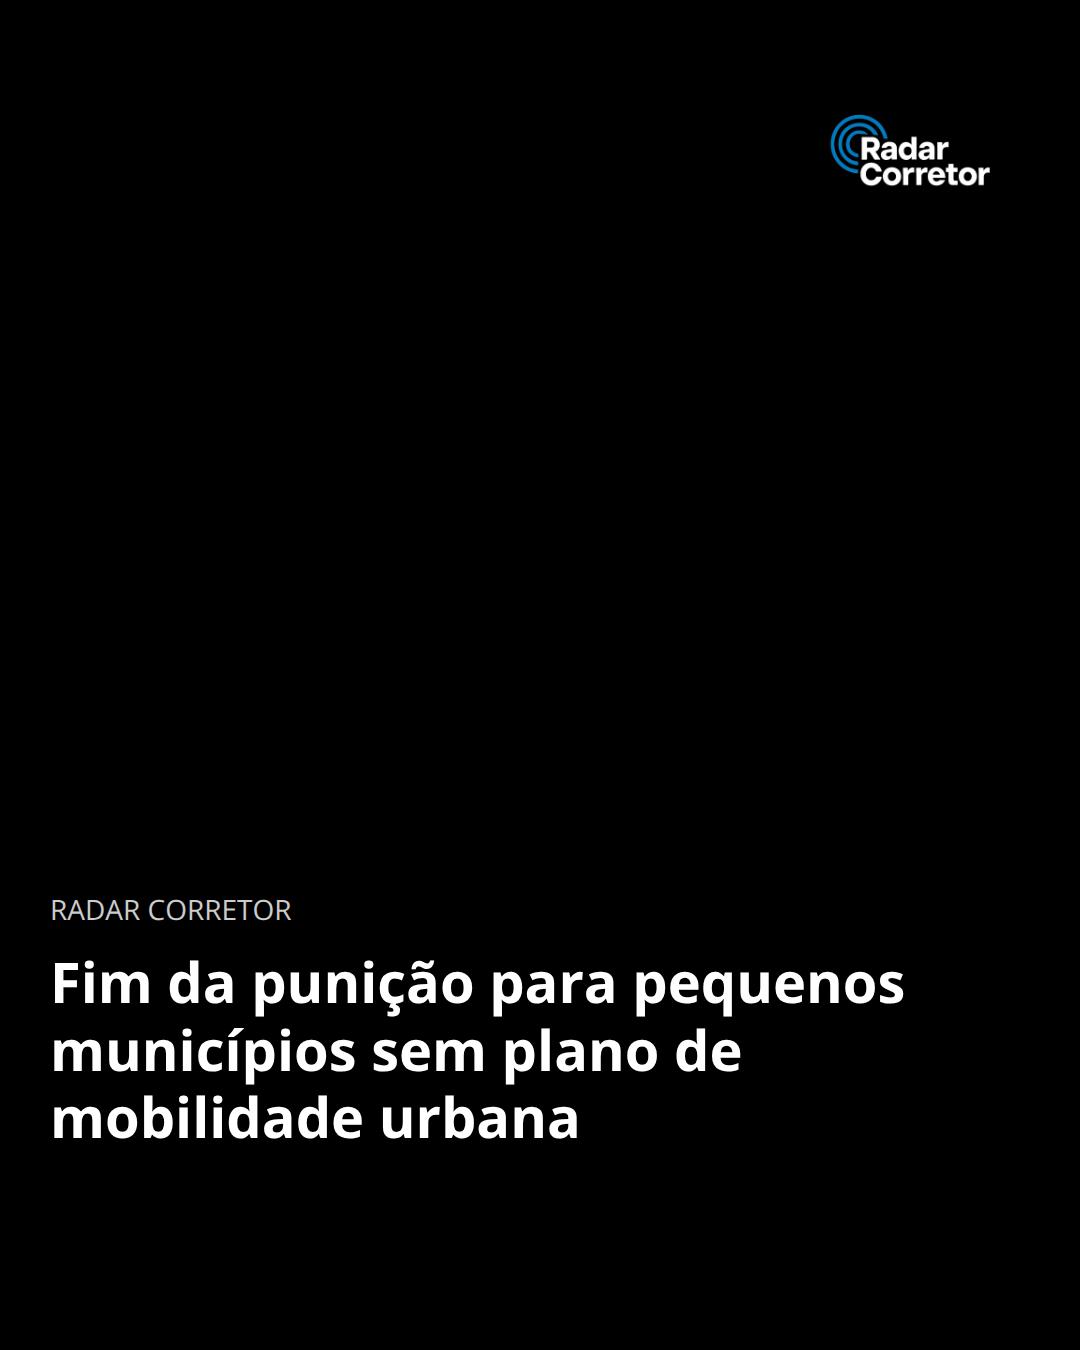 Radar
Corretor
RADAR CORRETOR
Fim da punição para pequenos
municípios sem plano de
mobilidade urbana